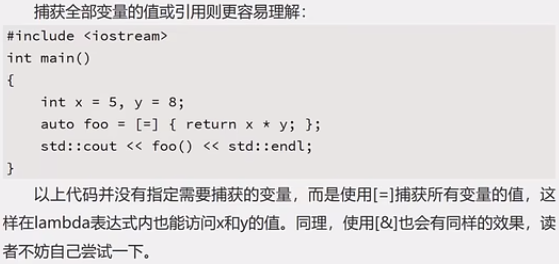 捕获全部变量的值或引用则更容易理解：
#include <iostream>
int main()
{
    int x = 5, y = 8;
    auto foo = [=] { return x * y; };
    std::cout << foo() << std::endl;
}
以上代码并没有指定需要捕获的变量，而是使用[=]捕获所有变量的值，这
样在lambda表达式内也能访问x和y的值。同理，使用[&]也会有同样的效果，读
者不妨自己尝试一下。